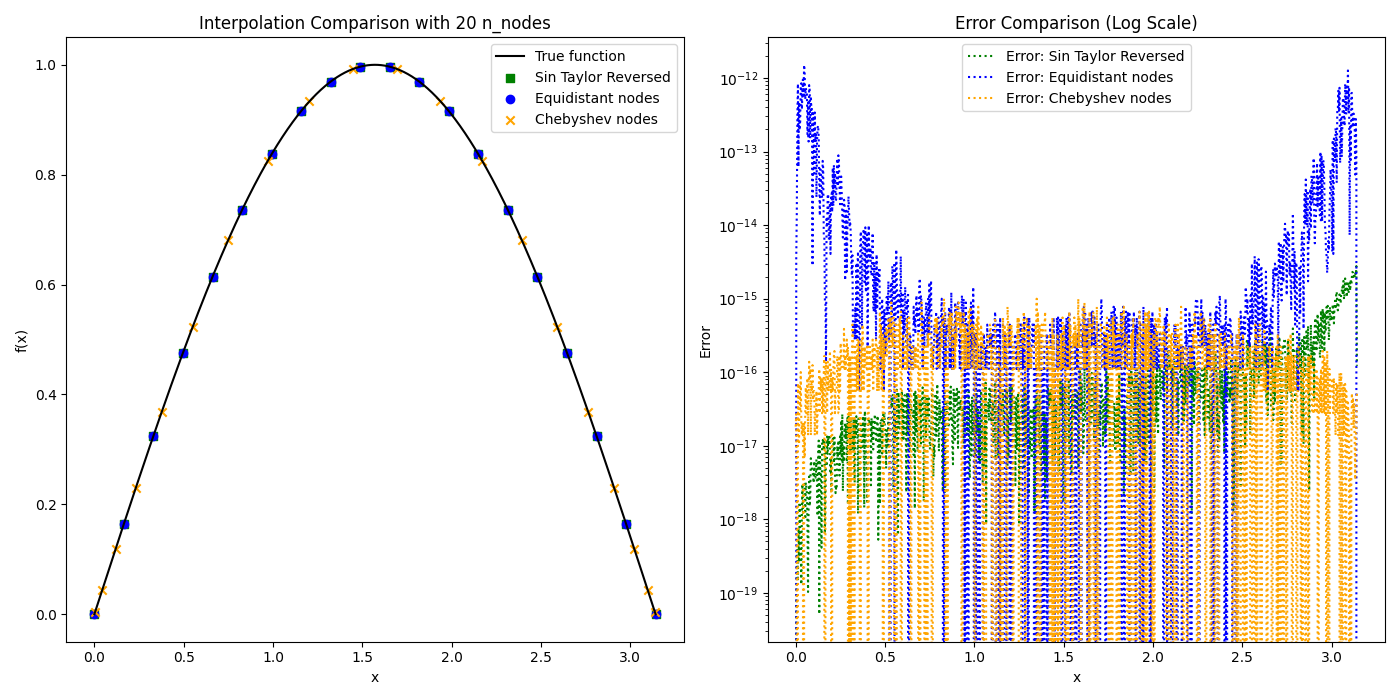 Interpolation Comparison with 20 n_nodes
True function
Sin Taylor Reversed
Equidistant nodes
Chebyshev nodes
f(x)
1.0
0.8
0.6
0.4
0.2
0.0
0.0 0.5 1.0 1.5 2.0 2.5 3.0
x
Error Comparison (Log Scale)
Error: Sin Taylor Reversed
Error: Equidistant nodes
Error: Chebyshev nodes
Error
10⁻¹²
10⁻¹³
10⁻¹⁴
10⁻¹⁵
10⁻¹⁶
10⁻¹⁷
10⁻¹⁸
10⁻¹⁹
0.0 0.5 1.0 1.5 2.0 2.5 3.0
x